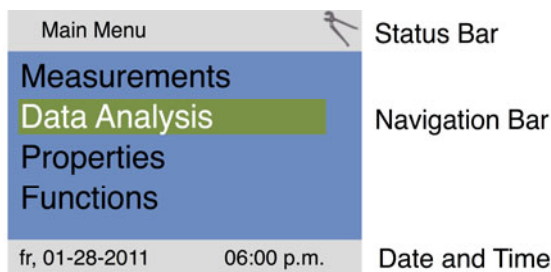 Main Menu Status Bar
Measurements
Data Analysis Navigation Bar
Properties
Functions
fr, 01-28-2011 06:00 p.m. Date and Time